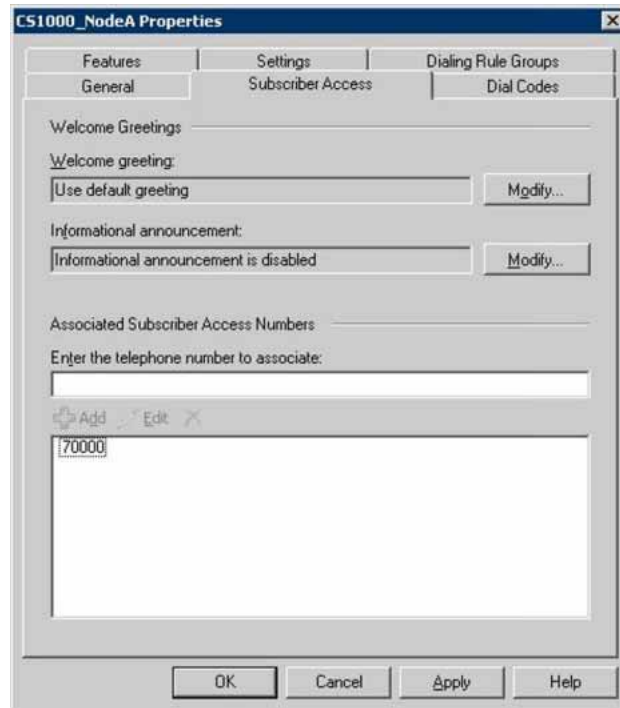 CS1000_NodeA Properties
Features Settings Dialing Rule Groups
General Subscriber Access Dial Codes
Welcome Greetings
Welcome greeting:
Use default greeting Modify...
Informational announcement:
Informational announcement is disabled Modify...
Associated Subscriber Access Numbers
Enter the telephone number to associate:
Add Edit
70000
OK Cancel Apply Help